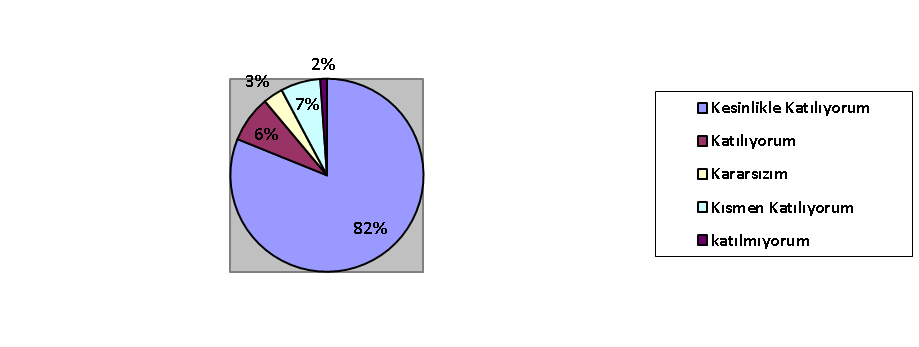 2%
3%
7%
6%
82%
Kesinlikle Katılıyorum
Katılıyorum
Kararsızım
Kısmen Katılıyorum
katılmıyorum